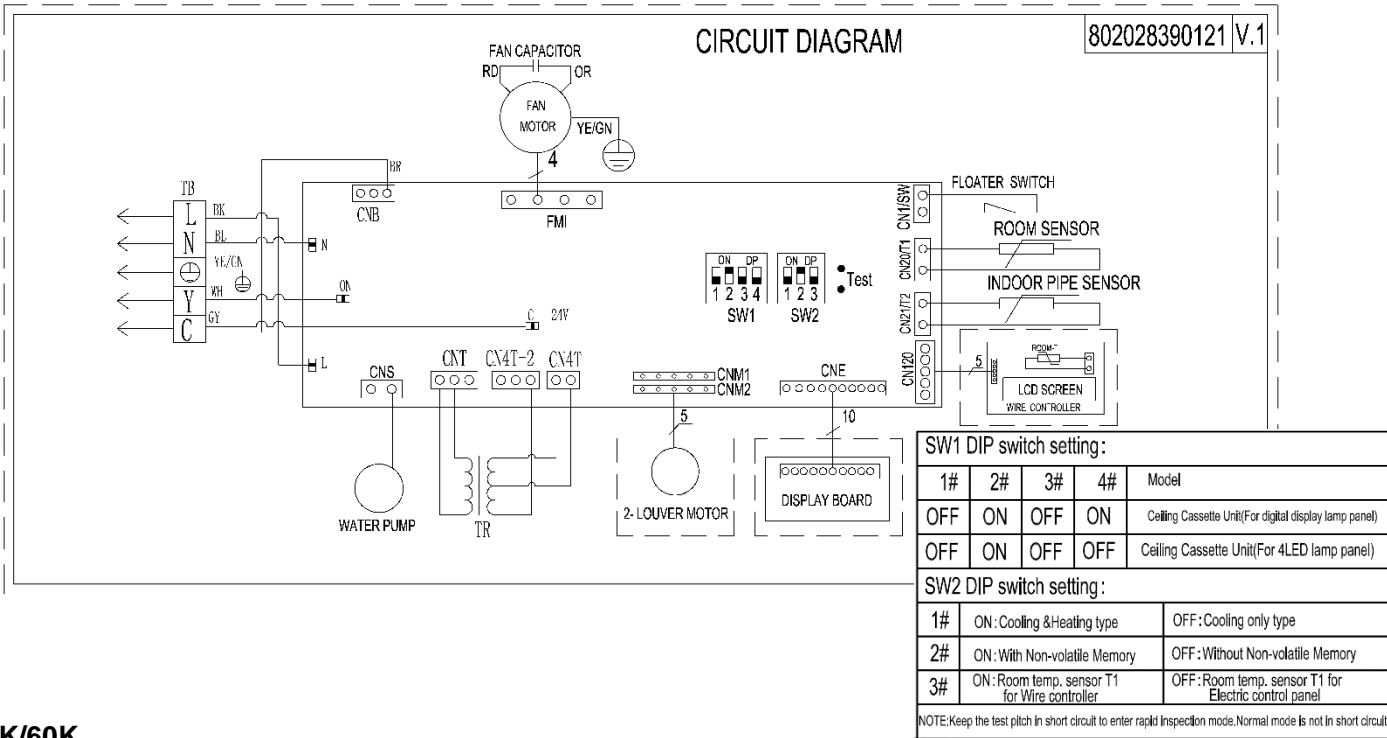 CIRCUIT DIAGRAM
802028390121 V.1
FAN CAPACITOR
RD OR
FAN
MOTOR
YE/GN
4
BR
CNB
FMI
TB
L BK
N BL N
YE/GN
Y WH ON
C GY C 24V
L
FLOATER SWITCH
CN1/SW
ROOM SENSOR
CN20/T1
INDOOR PIPE SENSOR
CN21/T2
ON DP
1 2 3 4
SW1
ON DP
1 2 3
SW2
Test
CNS
CNT CN4T-2 CN4T
CNM1
CNM2
CNE
CN120
5
ROOM-T
LCD SCREEN
WIRE CONTROLLER
WATER PUMP
TR
5
2- LOUVER MOTOR
10
DISPLAY BOARD
SW1 DIP switch setting:
1# 2# 3# 4# Model
OFF ON OFF ON Ceiling Cassette Unit(For digital display lamp panel)
OFF ON OFF OFF Ceiling Cassette Unit(For 4LED lamp panel)
SW2 DIP switch setting:
1# ON:Cooling &Heating type OFF:Cooling only type
2# ON:With Non-volatile Memory OFF:Without Non-volatile Memory
3# ON:Room temp. sensor T1 for Wire controller OFF:Room temp. sensor T1 for Electric control panel
NOTE:Keep the test pitch in short circuit to enter rapid inspection mode.Normal mode is not in short circuit
K/60K